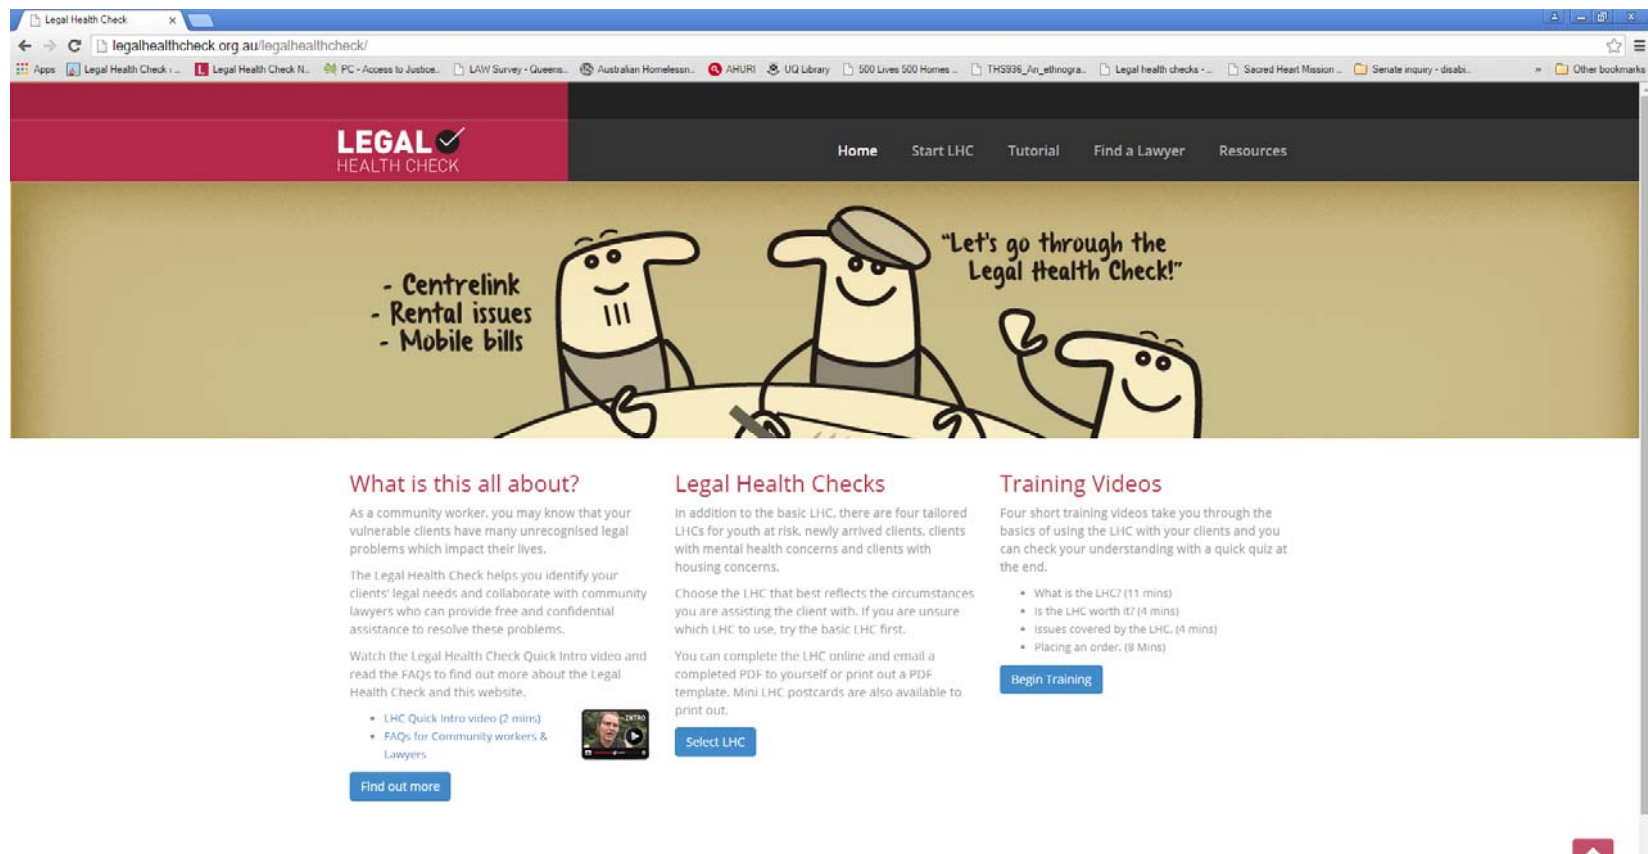 Legal Health Check
legalhealthcheck.org.au/legalhealthcheck/
Apps Legal Health Check : ... Legal Health Check N... PC - Access to Justice... LAW Survey - Queens... Australian Homelessn... AHURI UQ Library 500 Lives 500 Homes ... THS936_An_ethnogra... Legal health checks - ... Sacred Heart Mission ... Senate inquiry - disabi... » Other bookmarks
LEGAL
HEALTH CHECK
Home Start LHC Tutorial Find a Lawyer Resources
- Centrelink
- Rental issues
- Mobile bills
"Let's go through the
Legal Health Check!"
What is this all about?
As a community worker, you may know that your
vulnerable clients have many unrecognised legal
problems which impact their lives.
The Legal Health Check helps you identify your
clients' legal needs and collaborate with community
lawyers who can provide free and confidential
assistance to resolve these problems.
Watch the Legal Health Check Quick Intro video and
read the FAQs to find out more about the Legal
Health Check and this website.
• LHC Quick Intro video (2 mins)
• FAQs for Community workers &
Lawyers
INTRO
Find out more
Legal Health Checks
In addition to the basic LHC, there are four tailored
LHCs for youth at risk, newly arrived clients, clients
with mental health concerns and clients with
housing concerns.
Choose the LHC that best reflects the circumstances
you are assisting the client with. If you are unsure
which LHC to use, try the basic LHC first.
You can complete the LHC online and email a
completed PDF to yourself or print out a PDF
template. Mini LHC postcards are also available to
print out.
Select LHC
Training Videos
Four short training videos take you through the
basics of using the LHC with your clients and you
can check your understanding with a quick quiz at
the end.
• What is the LHC? (11 mins)
• Is the LHC worth it? (4 mins)
• Issues covered by the LHC. (4 mins)
• Placing an order. (8 Mins)
Begin Training